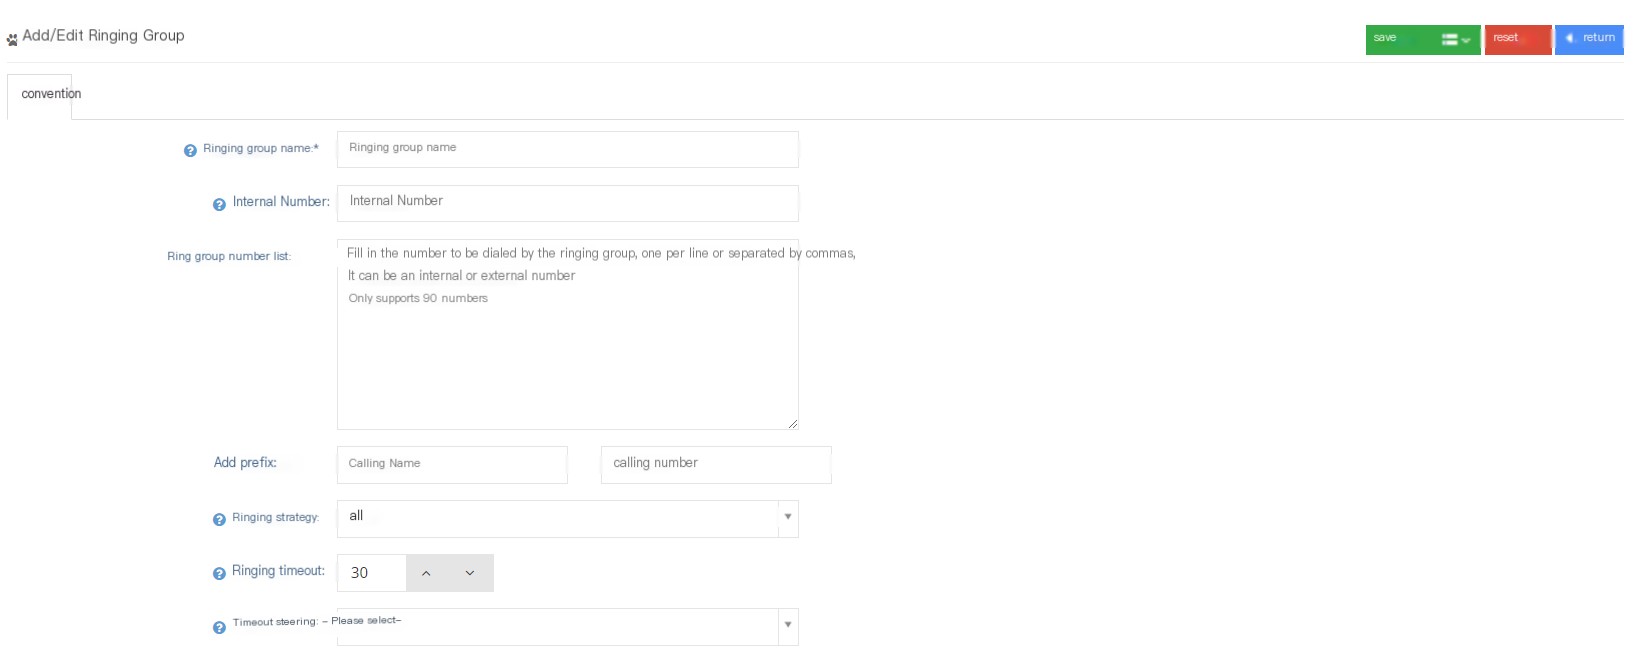 Add/Edit Ringing Group
save
reset
return
convention
Ringing group name:*
Ringing group name
Internal Number:
Internal Number
Ring group number list:
Fill in the number to be dialed by the ringing group, one per line or separated by commas,
It can be an internal or external number
Only supports 90 numbers
Add prefix:
Calling Name
calling number
Ringing strategy:
all
Ringing timeout:
30
Timeout steering: – Please select–